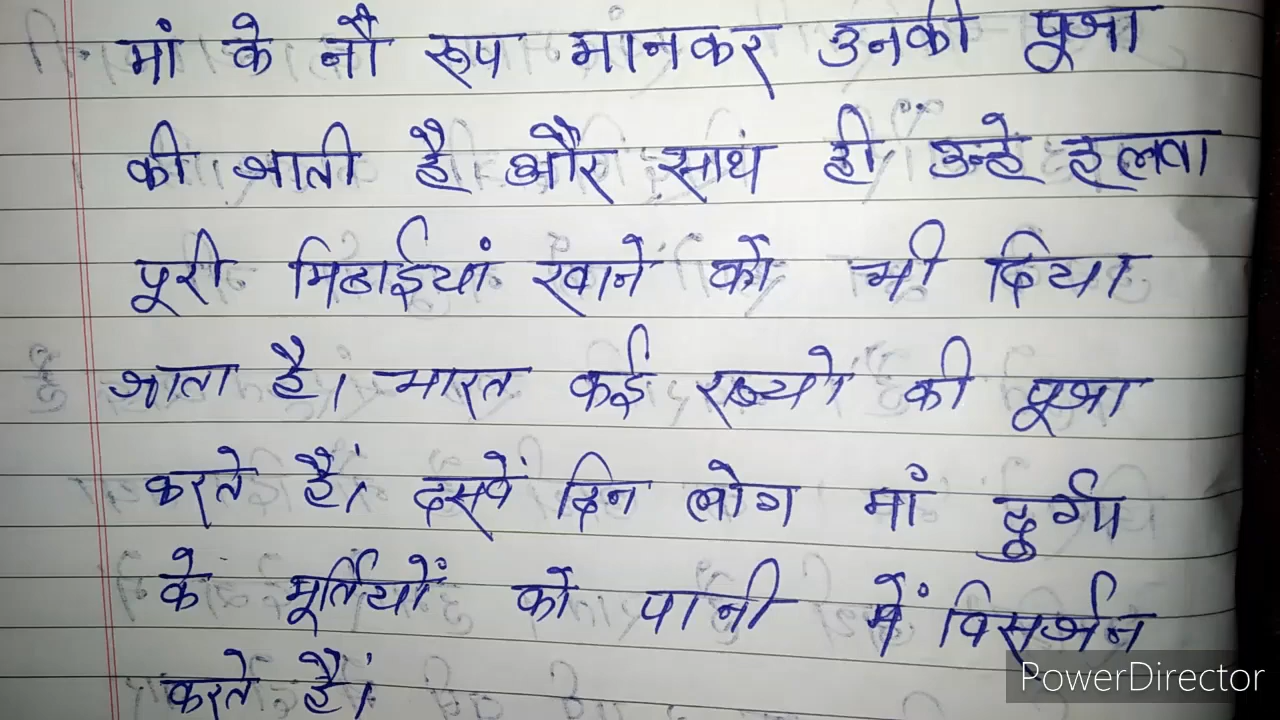 मां के नौ रूप मानकर उनकी पूजा
की जाती है और साथ ही उन्हे हलवा
पूरी मिठाईयां खाने को भी दिया
जाता है। भारत कई राज्यो की पूजा
करते हैं। दसवें दिन लोग माँ दुर्गा
के मूर्तियों को पानी में विसर्जन
करते हैं।
PowerDirector